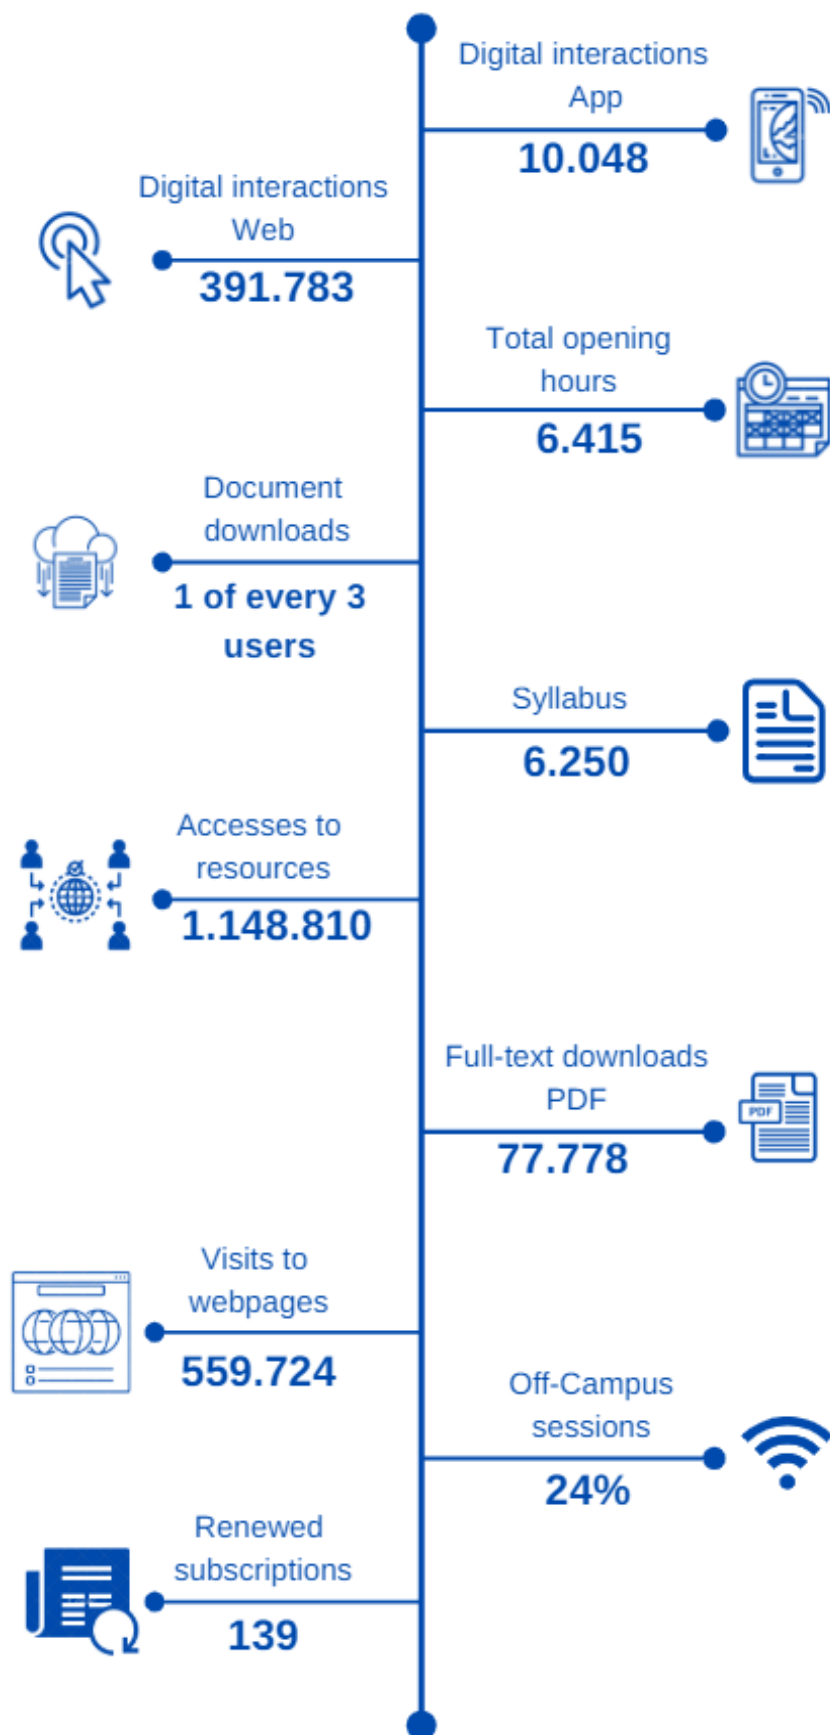 Digital interactions
App
10.048
Digital interactions
Web
391.783
Total opening
hours
6.415
Document
downloads
1 of every 3
users
Syllabus
6.250
Accesses to
resources
1.148.810
Full-text downloads
PDF
PDF
77.778
Visits to
webpages
559.724
Off-Campus
sessions
24%
Renewed
subscriptions
139